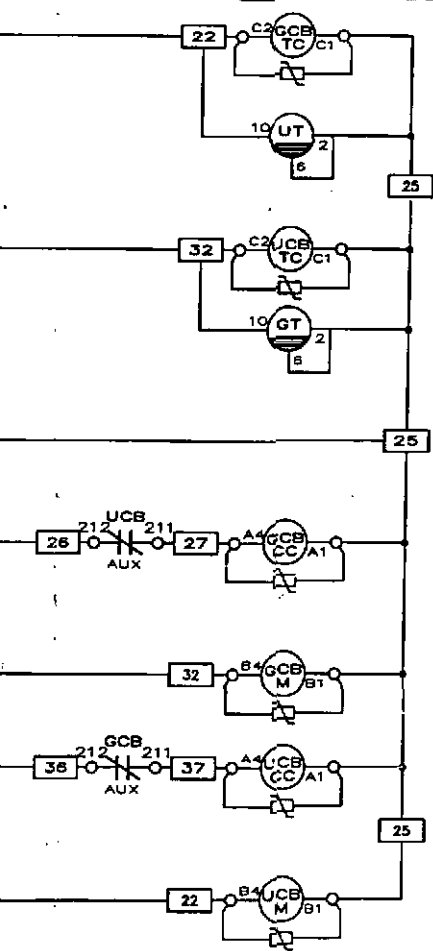 22 C2 GCB C1
TC
10 UT 2
6
25
32 C2 UCB C1
TC
10 GT 2
6
25
UCB
26 212 211 27 A4 GCB A1
AUX CC
32 B4 GCB B1
M
GCB
36 212 211 37 A4 UCB A1
AUX CC
25
22 B4 UCB B1
M